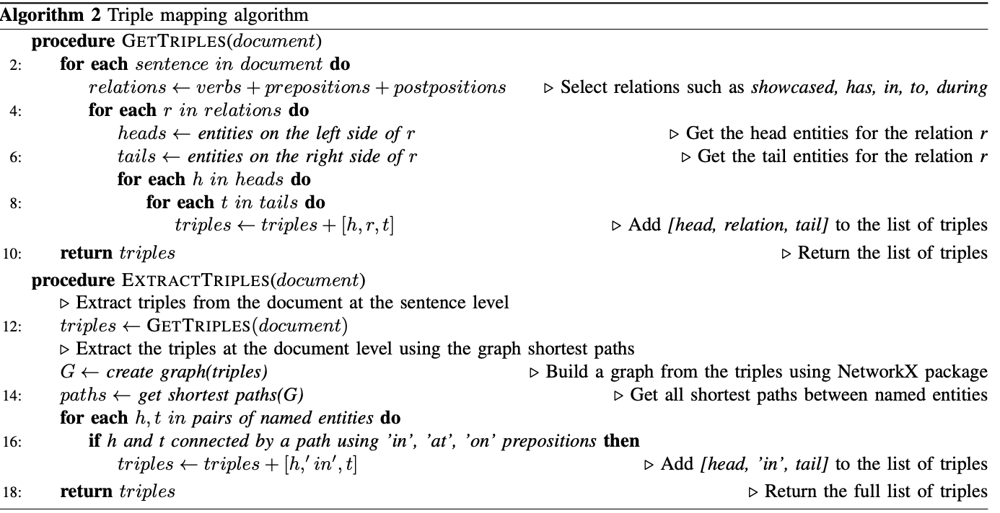 Algorithm 2 Triple mapping algorithm
procedure GETTRIPLES(document)
2: for each sentence in document do
relations ← verbs + prepositions + postpositions ▷ Select relations such as showcased, has, in, to, during
4: for each r in relations do
heads ← entities on the left side of r ▷ Get the head entities for the relation r
6: tails ← entities on the right side of r ▷ Get the tail entities for the relation r
for each h in heads do
8: for each t in tails do
triples ← triples + [h, r, t] ▷ Add [head, relation, tail] to the list of triples
10: return triples ▷ Return the list of triples
procedure EXTRACTTRIPLES(document)
▷ Extract triples from the document at the sentence level
12: triples ← GETTRIPLES(document)
▷ Extract the triples at the document level using the graph shortest paths
G ← create graph(triples) ▷ Build a graph from the triples using NetworkX package
14: paths ← get shortest paths(G) ▷ Get all shortest paths between named entities
for each h, t in pairs of named entities do
16: if h and t connected by a path using ’in’, ’at’, ’on’ prepositions then
triples ← triples + [h,′ in′, t] ▷ Add [head, ’in’, tail] to the list of triples
18: return triples ▷ Return the full list of triples